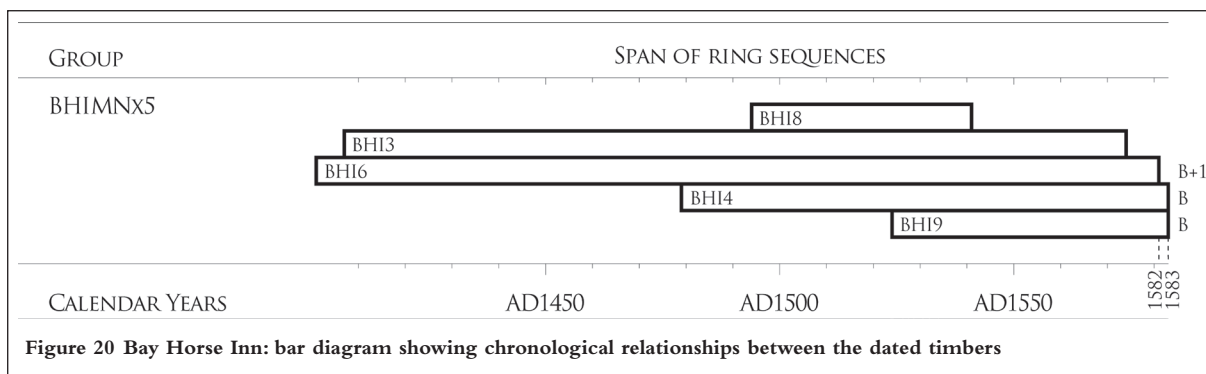 GROUP SPAN OF RING SEQUENCES
BHIMNX5
BHI8
BHI3
BHI6 B+1
BHI4 B
BHI9 B
1582
1583
CALENDAR YEARS AD1450 AD1500 AD1550
Figure 20 Bay Horse Inn: bar diagram showing chronological relationships between the dated timbers